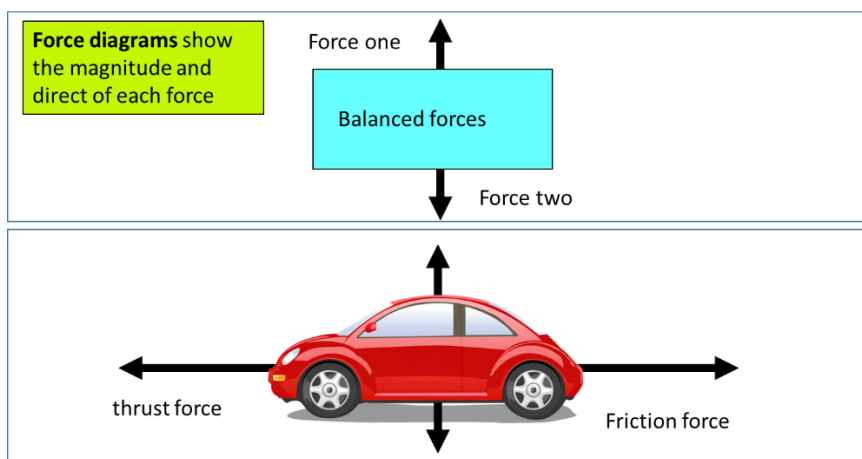 Force diagrams show
the magnitude and
direct of each force
Force one
Balanced forces
Force two
thrust force
Friction force